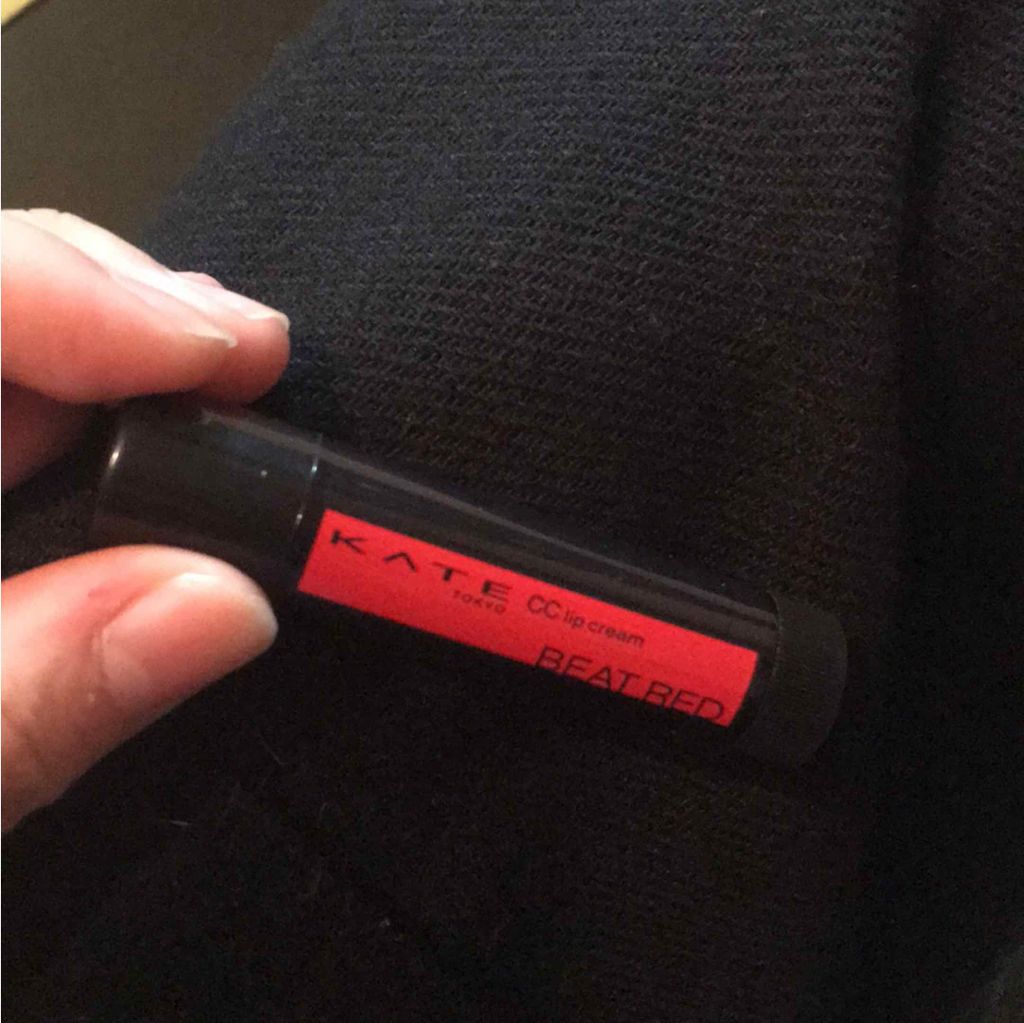 KATE
TOKYO
CC lip cream
BEAT RED